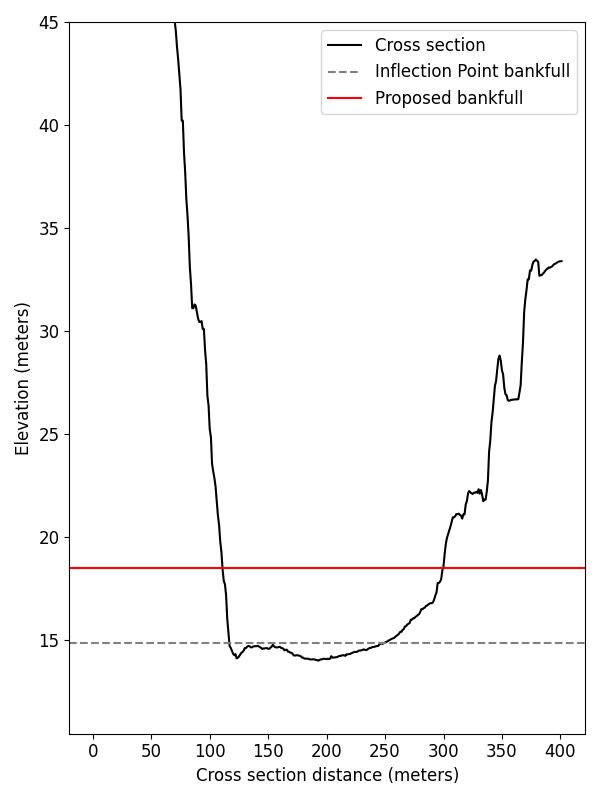 45
40
35
30
25
20
15
Elevation (meters)
Cross section
Inflection Point bankfull
Proposed bankfull
0 50 100 150 200 250 300 350 400
Cross section distance (meters)